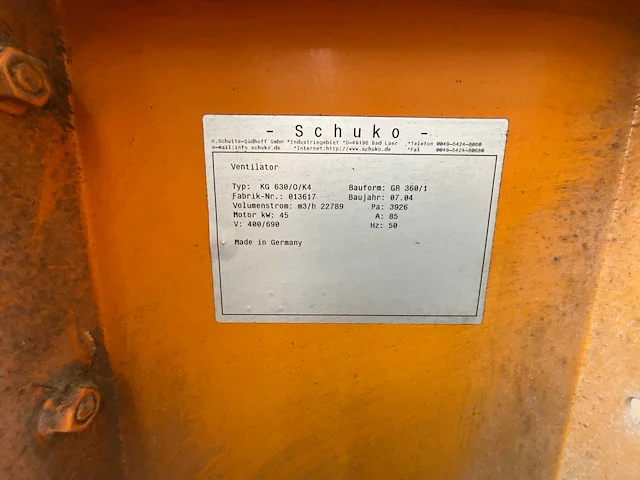 - Schuko -
H.Schulte-Südhoff GmbH *Industriegebiet *D-49196 Bad Laer *Telefon 0049-5424-8060
e-mail:info schuko.de *Internet:http://www.schuko.de *Fax 0049-5424-80680
Ventilator
Typ: KG 630/O/K4 Bauform: GR 360/1
Fabrik-Nr.: 013617 Baujahr: 07.04
Volumenstrom: m3/h 22789 Pa: 3926
Motor kW: 45 A: 85
V: 400/690 Hz: 50
Made in Germany